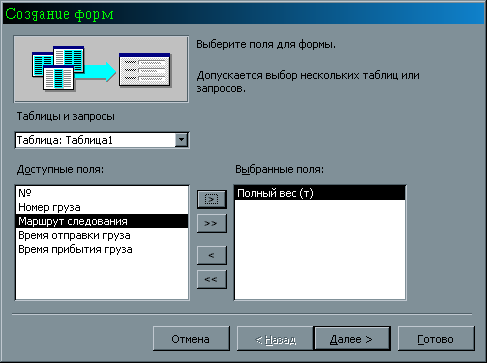 Создание форм
Выберите поля для формы.
Допускается выбор нескольких таблиц или
запросов.
Таблицы и запросы
Таблица: Таблица1
Доступные поля:
Выбранные поля:
№
Номер груза
Маршрут следования
Время отправки груза
Время прибытия груза
>
>>
<
<<
Полный вес (т)
Отмена
< Назад
Далее >
Готово